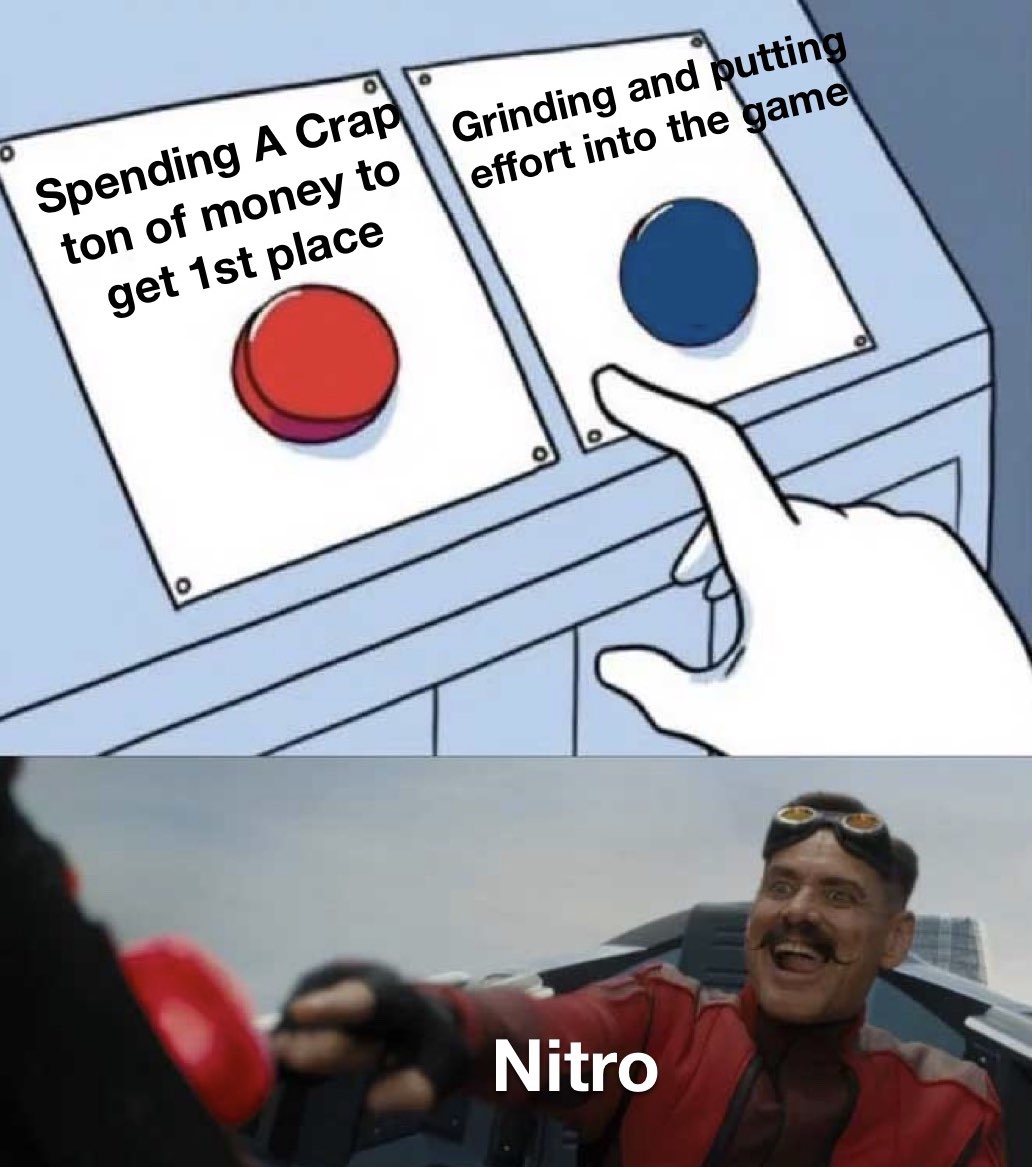 Spending A Crap
ton of money to
get 1st place
Grinding and putting
effort into the game
Nitro